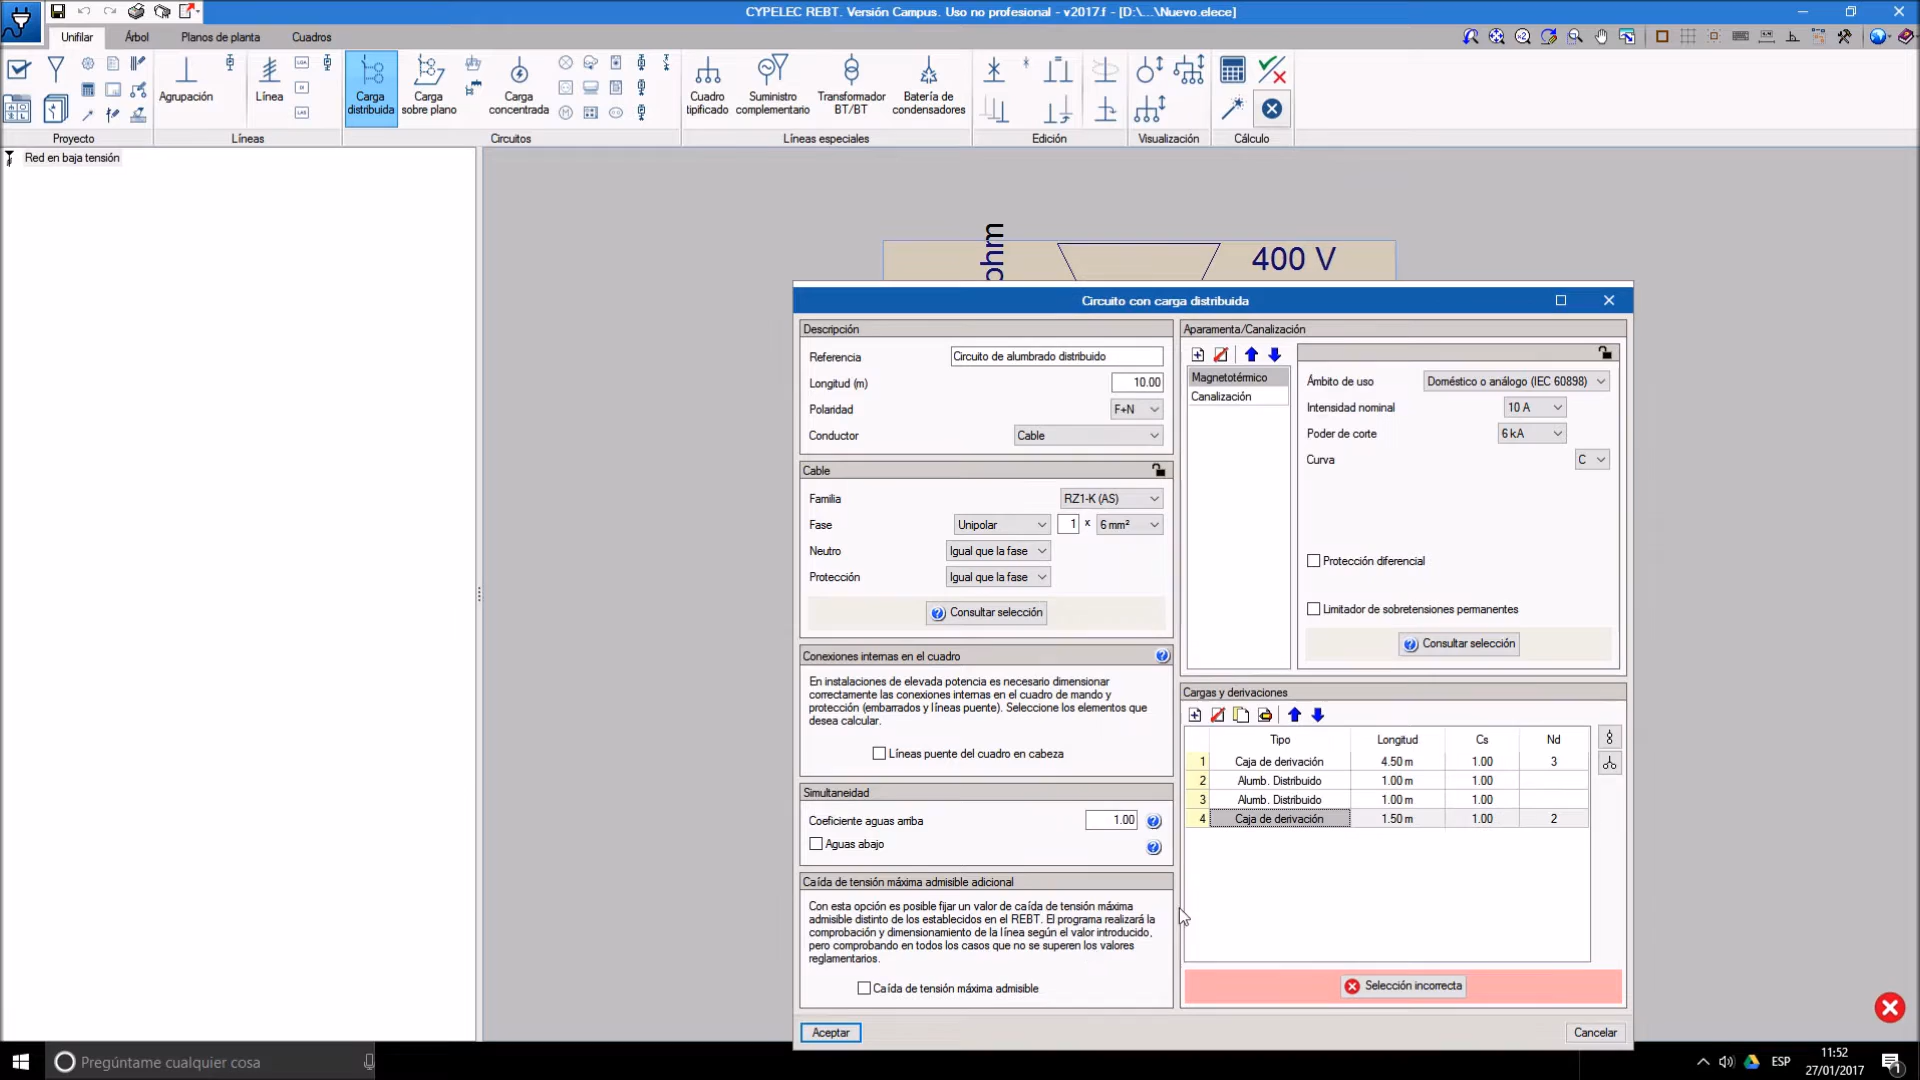 CYPELEC REBT. Versión Campus. Uso no profesional - v2017.f - [D:\...\Nuevo.elece]
Unifilar
Árbol
Planos de planta
Cuadros
Agrupación
Línea
Carga distribuida
Carga sobre plano
Carga concentrada
Cuadro tipificado
Suministro complementario
Transformador BT/BT
Batería de condensadores
Proyecto
Líneas
Circuitos
Líneas especiales
Edición
Visualización
Cálculo
Red en baja tensión
ohm
400 V
Circuito con carga distribuida
Descripción
Referencia
Circuito de alumbrado distribuido
Longitud (m)
10.00
Polaridad
F+N
Conductor
Cable
Cable
Familia
RZ1-K (AS)
Fase
Unipolar
1
x
6 mm²
Neutro
Igual que la fase
Protección
Igual que la fase
Consultar selección
Conexiones internas en el cuadro
En instalaciones de elevada potencia es necesario dimensionar
correctamente las conexiones internas en el cuadro de mando y
protección (embarrados y líneas puente). Seleccione los elementos que
desea calcular.
Líneas puente del cuadro en cabeza
Simultaneidad
Coeficiente aguas arriba
1.00
Aguas abajo
Caída de tensión máxima admisible adicional
Con esta opción es posible fijar un valor de caída de tensión máxima
admisible distinto de los establecidos en el REBT. El programa realizará la
comprobación y dimensionamiento de la línea según el valor introducido,
pero comprobando en todos los casos que no se superen los valores
reglamentarios.
Caída de tensión máxima admisible
Aceptar
Aparamenta/Canalización
Magnetotérmico
Canalización
Ámbito de uso
Doméstico o análogo (IEC 60898)
Intensidad nominal
10 A
Poder de corte
6 kA
Curva
C
Protección diferencial
Limitador de sobretensiones permanentes
Consultar selección
Cargas y derivaciones
Tipo Longitud Cs Nd
1 Caja de derivación 4.50 m 1.00 3
2 Alumb. Distribuido 1.00 m 1.00
3 Alumb. Distribuido 1.00 m 1.00
4 Caja de derivación 1.50 m 1.00 2
Selección incorrecta
Cancelar
Pregúntame cualquier cosa
ESP
11:52
27/01/2017
1